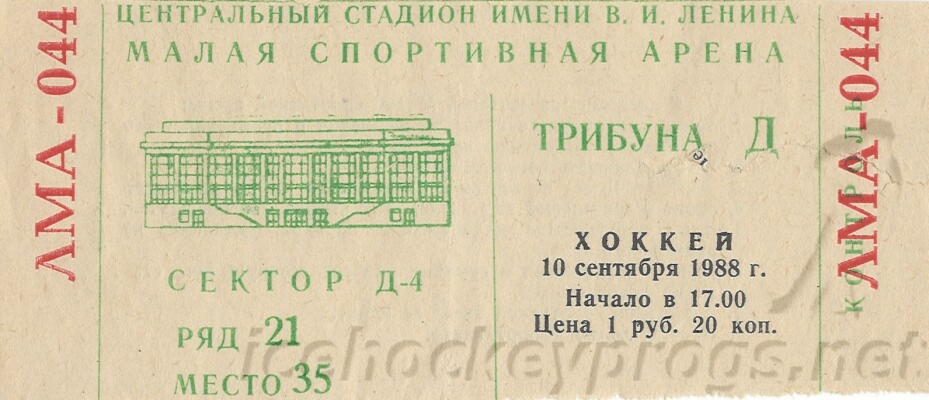 ЦЕНТРАЛЬНЫЙ СТАДИОН ИМЕНИ В. И. ЛЕНИНА
МАЛАЯ СПОРТИВНАЯ АРЕНА
ЛМА - 044
СЕКТОР Д-4
РЯД 21
МЕСТО 35
ТРИБУНА Д
ХОККЕЙ
10 сентября 1988 г.
Начало в 17.00
Цена 1 руб. 20 коп.
КОНТРОЛЬ
ЛМА - 044
icehockeyprogs.net